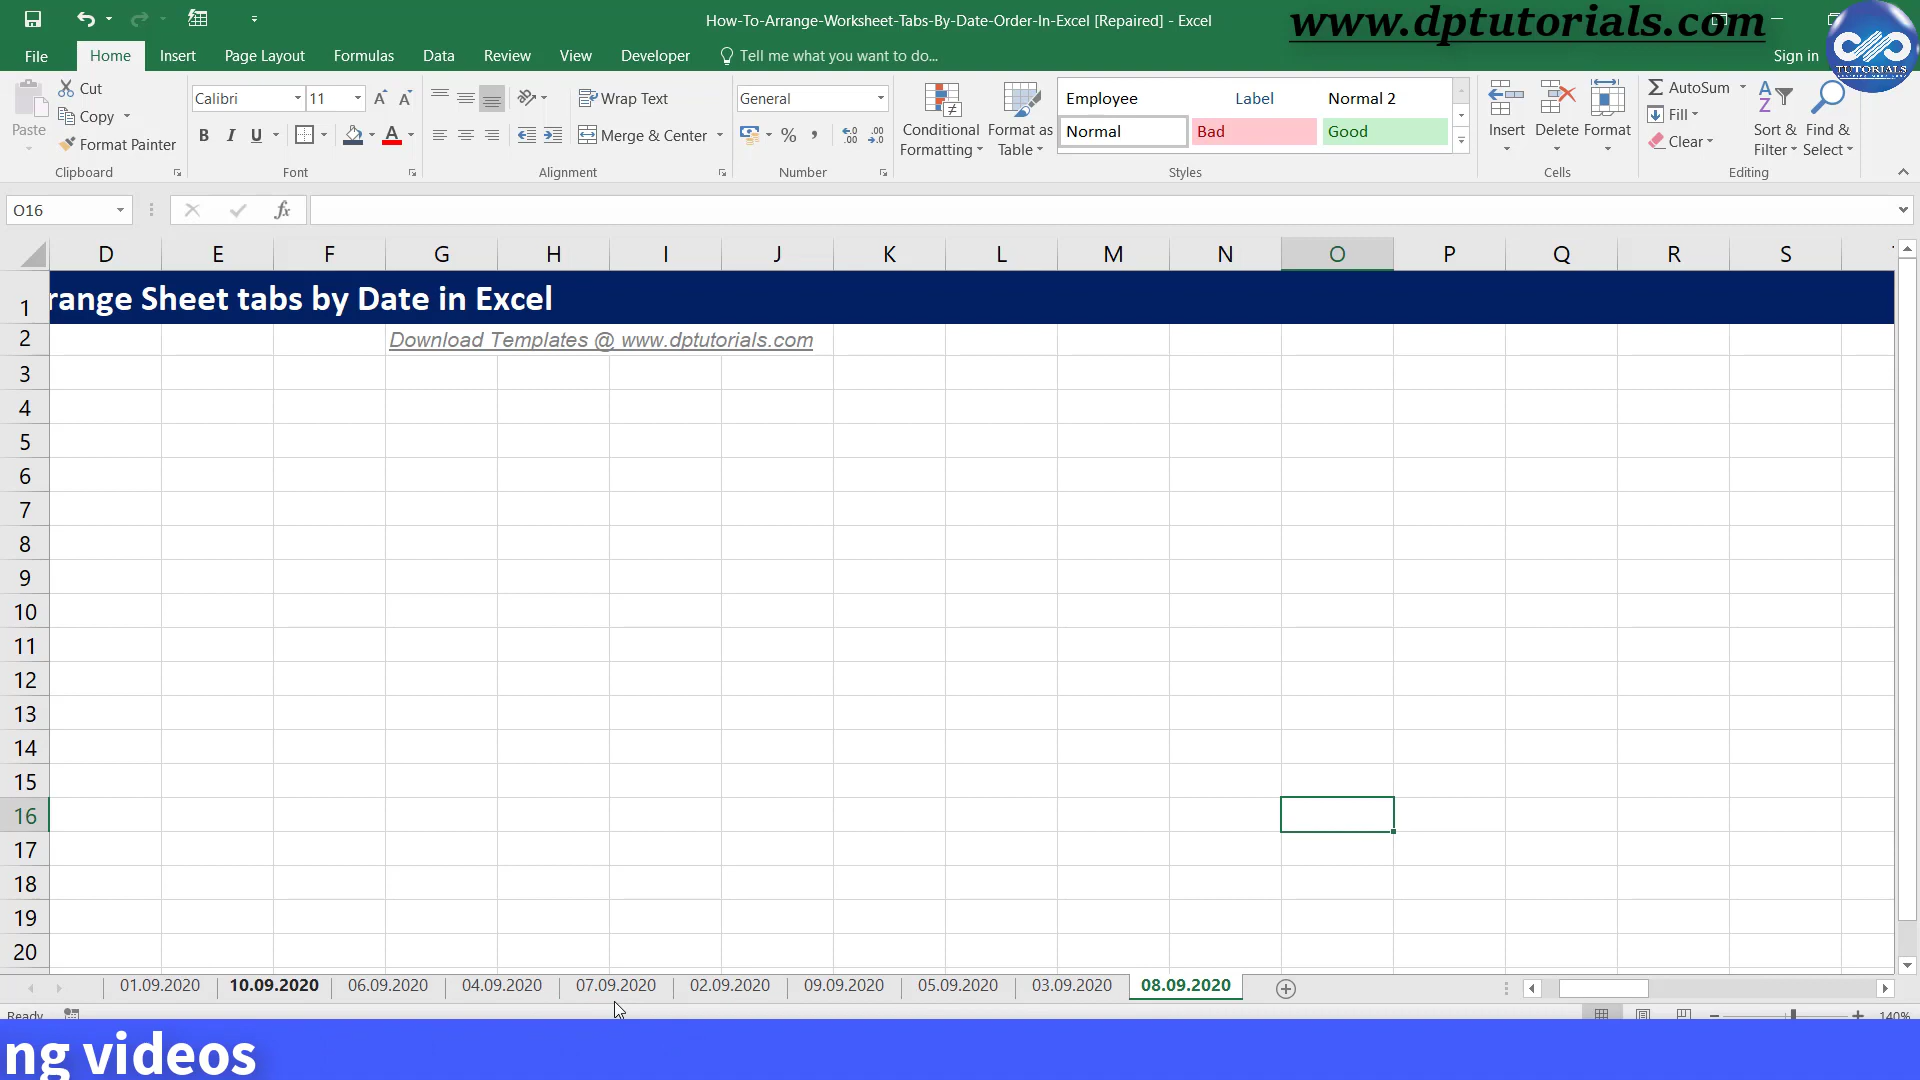 How-To-Arrange-Worksheet-Tabs-By-Date-Order-In-Excel [Repaired] - Excel
www.dptutorials.com
File Home Insert Page Layout Formulas Data Review View Developer Tell me what you want to do... Sign in
TUTORIALS
Paste
Cut
Copy
Format Painter
Clipboard
Calibri 11
B I U
Font
Wrap Text
Merge & Center
Alignment
General
%
Number
Conditional Formatting
Format as Table
Employee Label Normal 2
Normal Bad Good
Styles
Insert Delete Format
Cells
AutoSum
Fill
Clear
Sort & Filter
Find & Select
Editing
O16
fx
D E F G H I J K L M N O P Q R S
1 range Sheet tabs by Date in Excel
2 Download Templates @ www.dptutorials.com
3
4
5
6
7
8
9
10
11
12
13
14
15
16
17
18
19
20
01.09.2020 10.09.2020 06.09.2020 04.09.2020 07.09.2020 02.09.2020 09.09.2020 05.09.2020 03.09.2020 08.09.2020
Ready 140%
ng videos